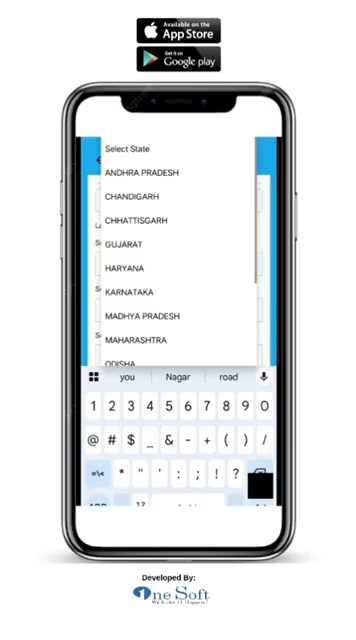 Available on the
App Store
Get it on
Google play
Select State
ANDHRA PRADESH
CHANDIGARH
CHHATTISGARH
GUJARAT
HARYANA
KARNATAKA
MADHYA PRADESH
MAHARASHTRA
ODISHA
you Nagar road
1 2 3 4 5 6 7 8 9 0
@ # $ _ & - + ( ) /
=\< * " ' : ; ! ?
Developed By:
One Soft